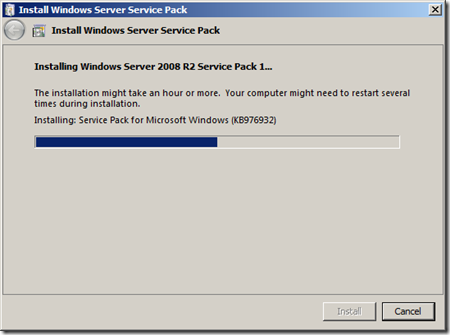 Install Windows Server Service Pack
Install Windows Server Service Pack
Installing Windows Server 2008 R2 Service Pack 1...
The installation might take an hour or more.  Your computer might need to restart several
times during installation.
Installing: Service Pack for Microsoft Windows (KB976932)
Install
Cancel